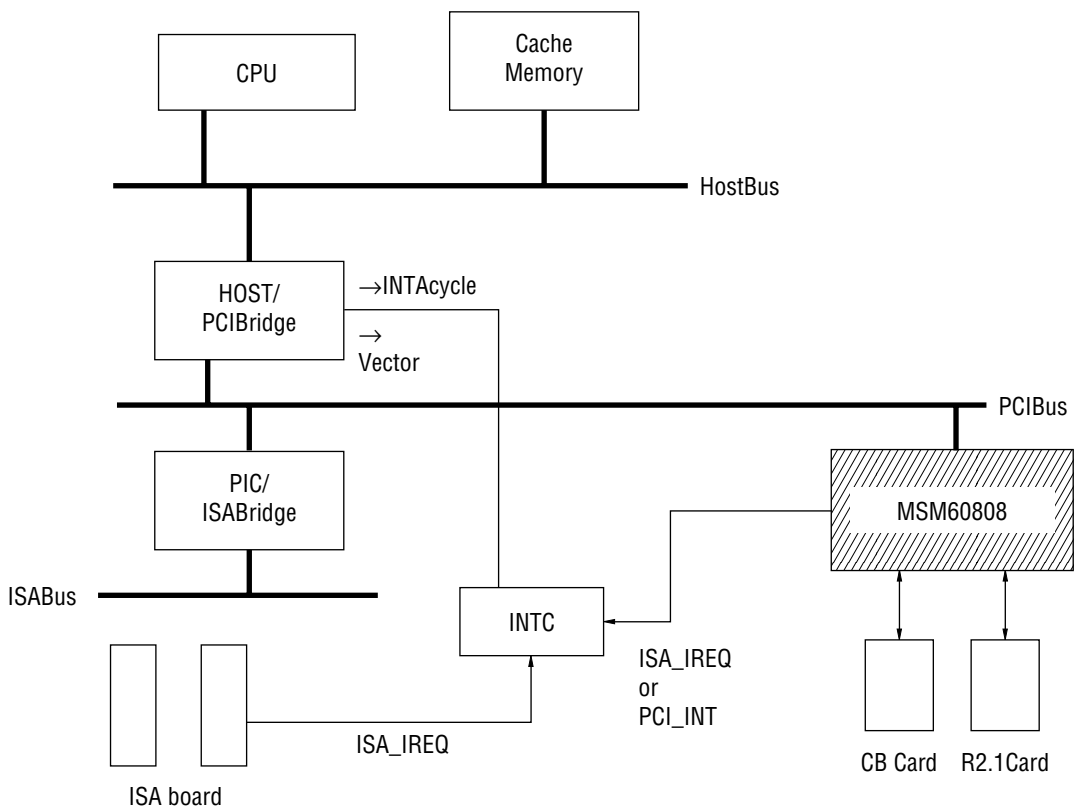 CPU
Cache
Memory
HostBus
HOST/
PCIBridge
→INTAcycle
→
Vector
PCIBus
PIC/
ISABridge
MSM60808
ISABus
INTC
ISA_IREQ
or
PCI_INT
ISA_IREQ
CB Card
R2.1Card
ISA board